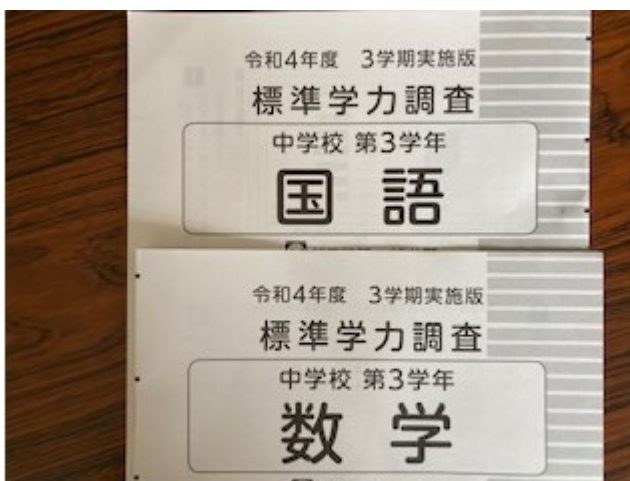 令和4年度 3学期実施版
標準学力調査
中学校 第3学年
国語
令和4年度 3学期実施版
標準学力調査
中学校 第3学年
数学